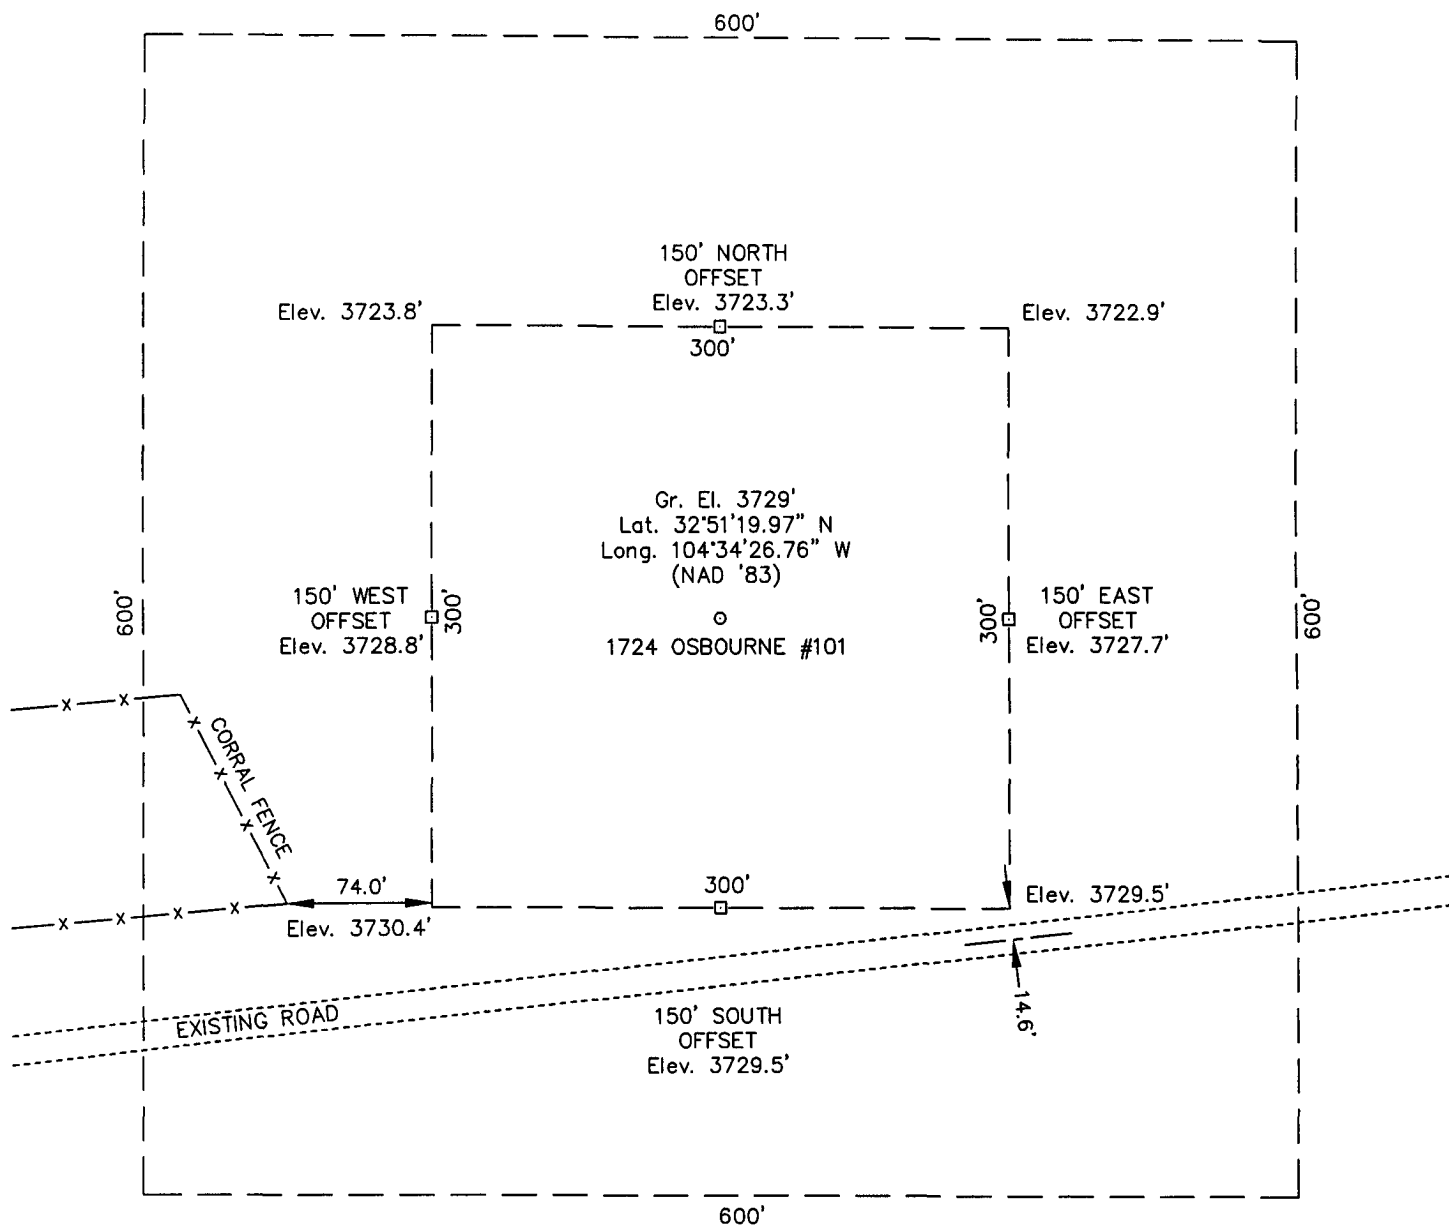 600'
150' NORTH
OFFSET
Elev. 3723.3'
Elev. 3723.8'
Elev. 3722.9'
300'
Gr. El. 3729'
Lat. 32°51'19.97" N
Long. 104°34'26.76" W
(NAD '83)
600'
150' WEST
OFFSET
Elev. 3728.8'
300'
1724 OSBOURNE #101
300'
150' EAST
OFFSET
Elev. 3727.7'
600'
CORRAL FENCE
74.0'
Elev. 3730.4'
300'
Elev. 3729.5'
EXISTING ROAD
14.6'
150' SOUTH
OFFSET
Elev. 3729.5'
600'